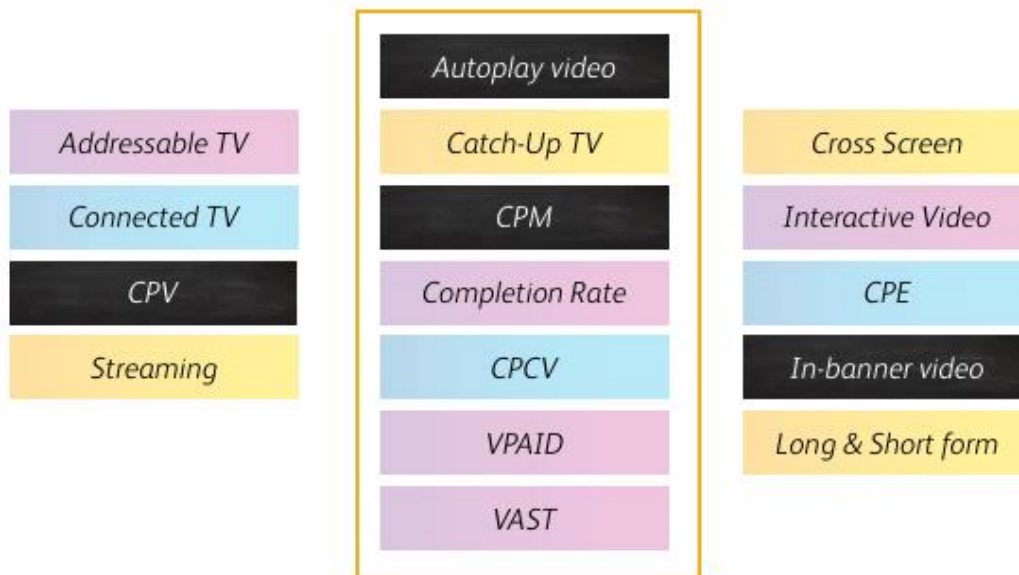 Addressable TV
Connected TV
CPV
Streaming
Autoplay video
Catch-Up TV
CPM
Completion Rate
CPCV
VPAID
VAST
Cross Screen
Interactive Video
CPE
In-banner video
Long & Short form